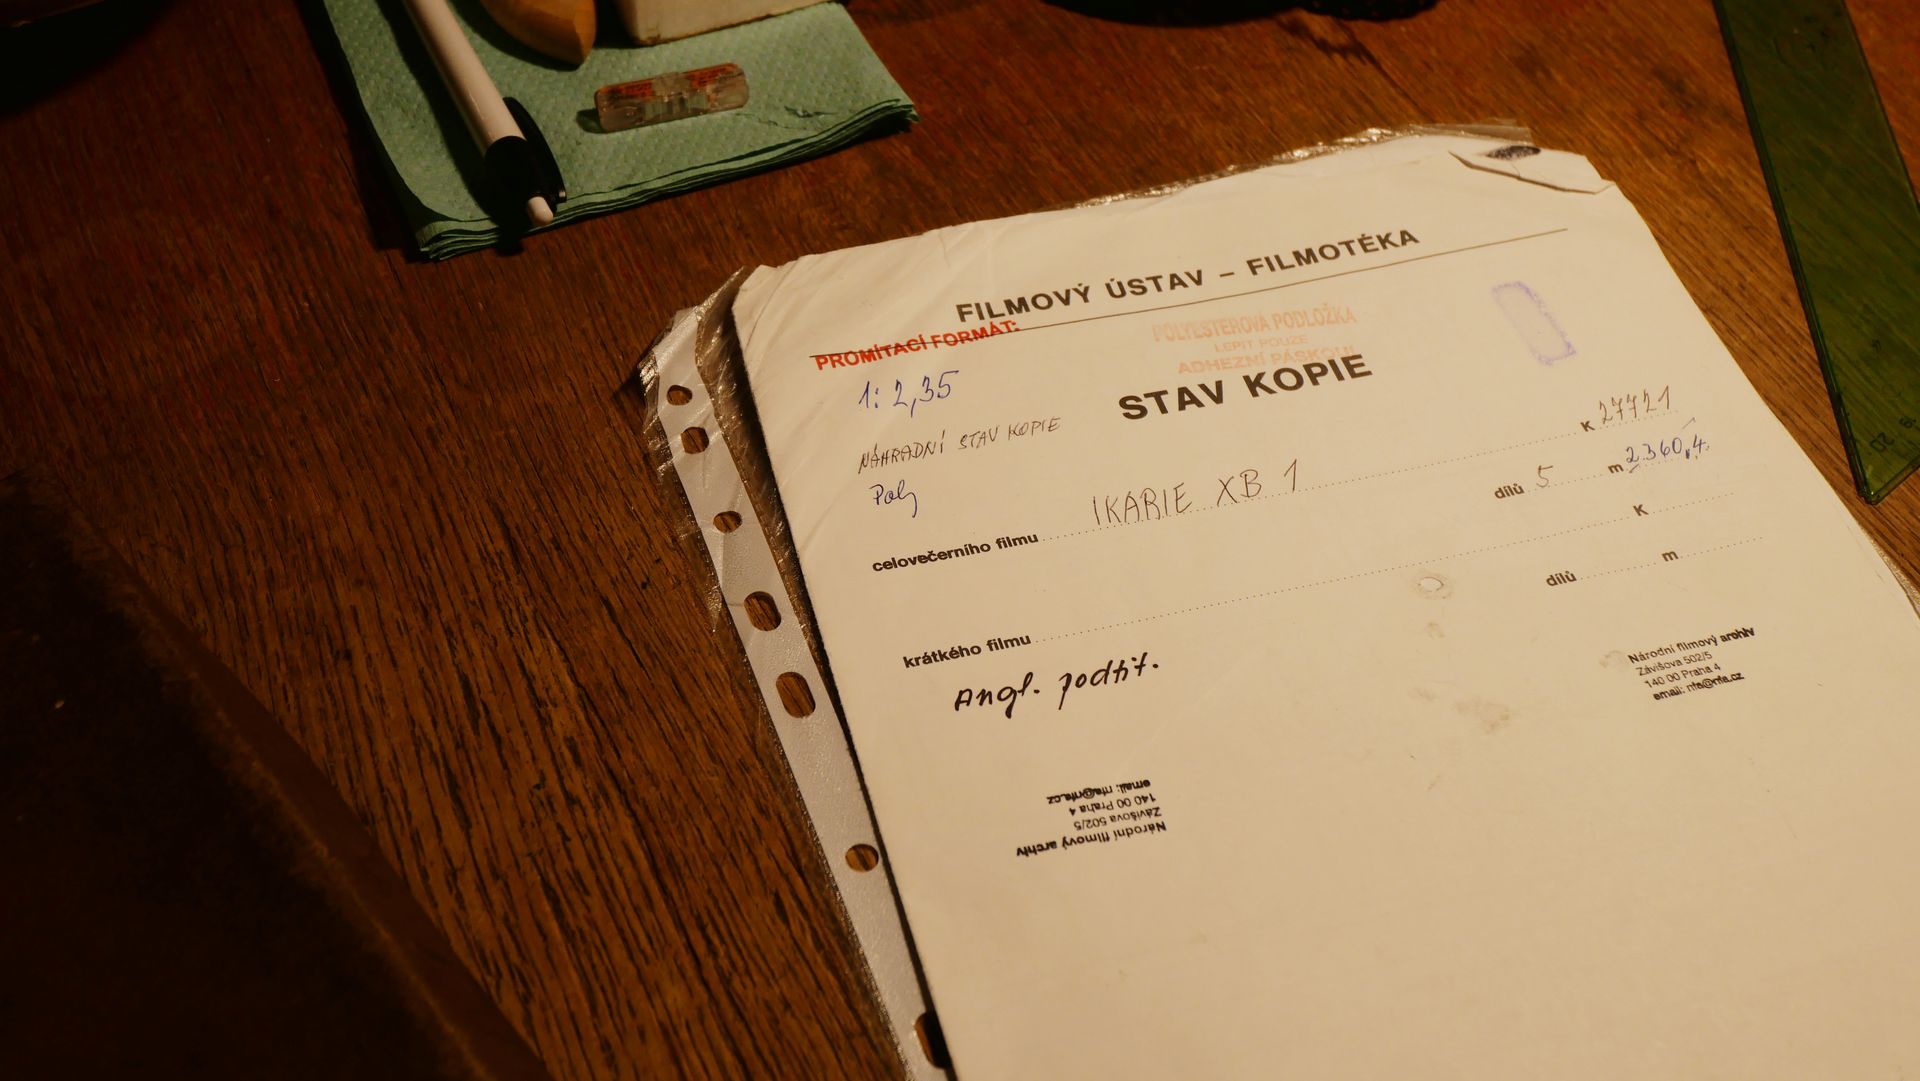 FILMOVÝ ÚSTAV – FILMOTÉKA
PROMÍTACÍ FORMÁT:
POLYESTEROVÁ PODLOŽKA
LEPIT POUZE
ADHEZNÍ PÁSKOU!
1: 2,35
STAV KOPIE
NÁHRADNÍ STAV KOPIE
K 27721
Poly
celovečerního filmu IKARIE XB 1
dílů 5 m 2360,4
K
krátkého filmu
dílů m
Angl. podtit.
Národní filmový archiv
Závišova 502/5
140 00 Praha 4
email: nfa@nfa.cz
Národní filmový archiv
Závišova 502/5
140 00 Praha 4
email: nfa@nfa.cz
20